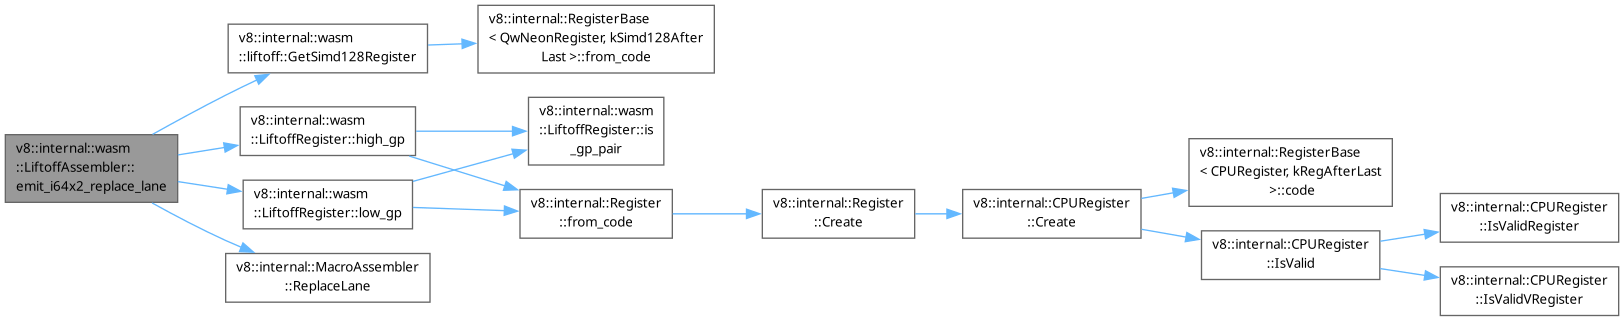 v8::internal::wasm
::LiftoffAssembler::
emit_i64x2_replace_lane
v8::internal::wasm
::liftoff::GetSimd128Register
v8::internal::RegisterBase
< QwNeonRegister, kSimd128After
Last >::from_code
v8::internal::wasm
::LiftoffRegister::high_gp
v8::internal::wasm
::LiftoffRegister::is
_gp_pair
v8::internal::wasm
::LiftoffRegister::low_gp
v8::internal::Register
::from_code
v8::internal::Register
::Create
v8::internal::CPURegister
::Create
v8::internal::RegisterBase
< CPURegister, kRegAfterLast
>::code
v8::internal::CPURegister
::IsValid
v8::internal::CPURegister
::IsValidRegister
v8::internal::CPURegister
::IsValidVRegister
v8::internal::MacroAssembler
::ReplaceLane